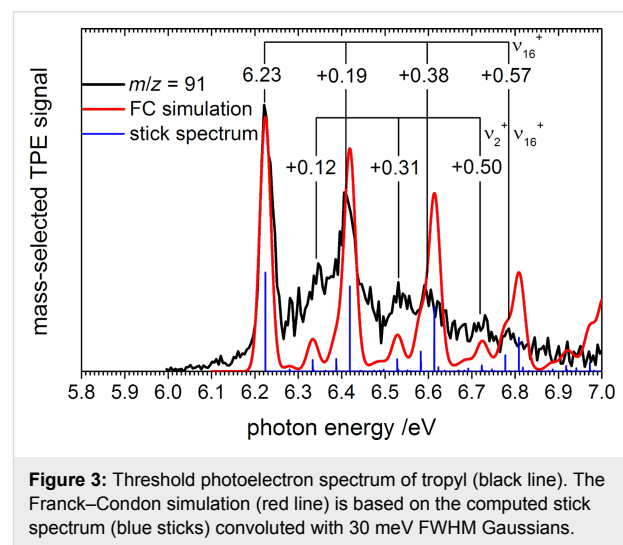 ν₁₆⁺
6.23 +0.19 +0.38 +0.57
m/z = 91
FC simulation
stick spectrum
ν₂⁺ ν₁₆⁺
+0.12 +0.31 +0.50
mass-selected TPE signal
5.8 5.9 6.0 6.1 6.2 6.3 6.4 6.5 6.6 6.7 6.8 6.9 7.0
photon energy /eV
Figure 3: Threshold photoelectron spectrum of tropyl (black line). The
Franck–Condon simulation (red line) is based on the computed stick
spectrum (blue sticks) convoluted with 30 meV FWHM Gaussians.